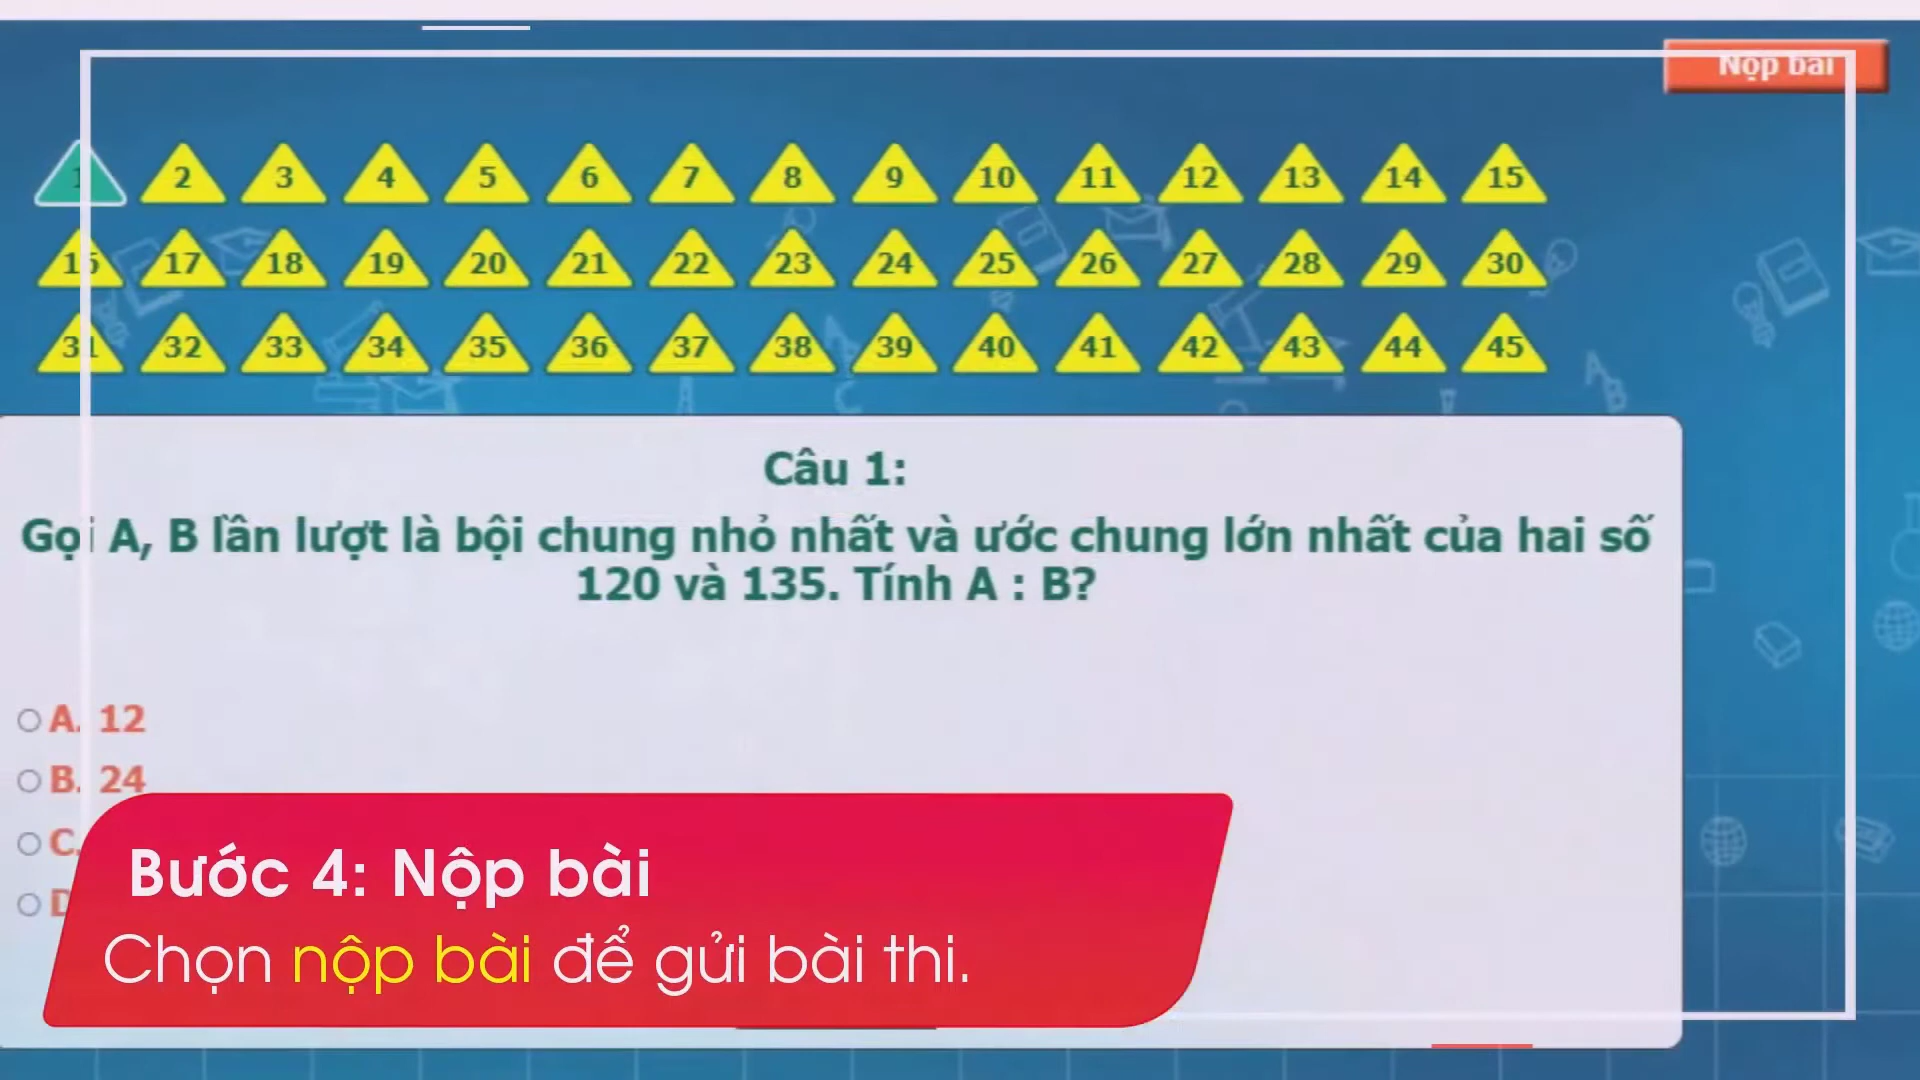 Nộp bài
1 2 3 4 5 6 7 8 9 10 11 12 13 14 15
16 17 18 19 20 21 22 23 24 25 26 27 28 29 30
31 32 33 34 35 36 37 38 39 40 41 42 43 44 45
Câu 1:
Gọi A, B lần lượt là bội chung nhỏ nhất và ước chung lớn nhất của hai số
120 và 135. Tính A : B?
A. 12
B. 24
C.
D
Bước 4: Nộp bài
Chọn nộp bài để gửi bài thi.